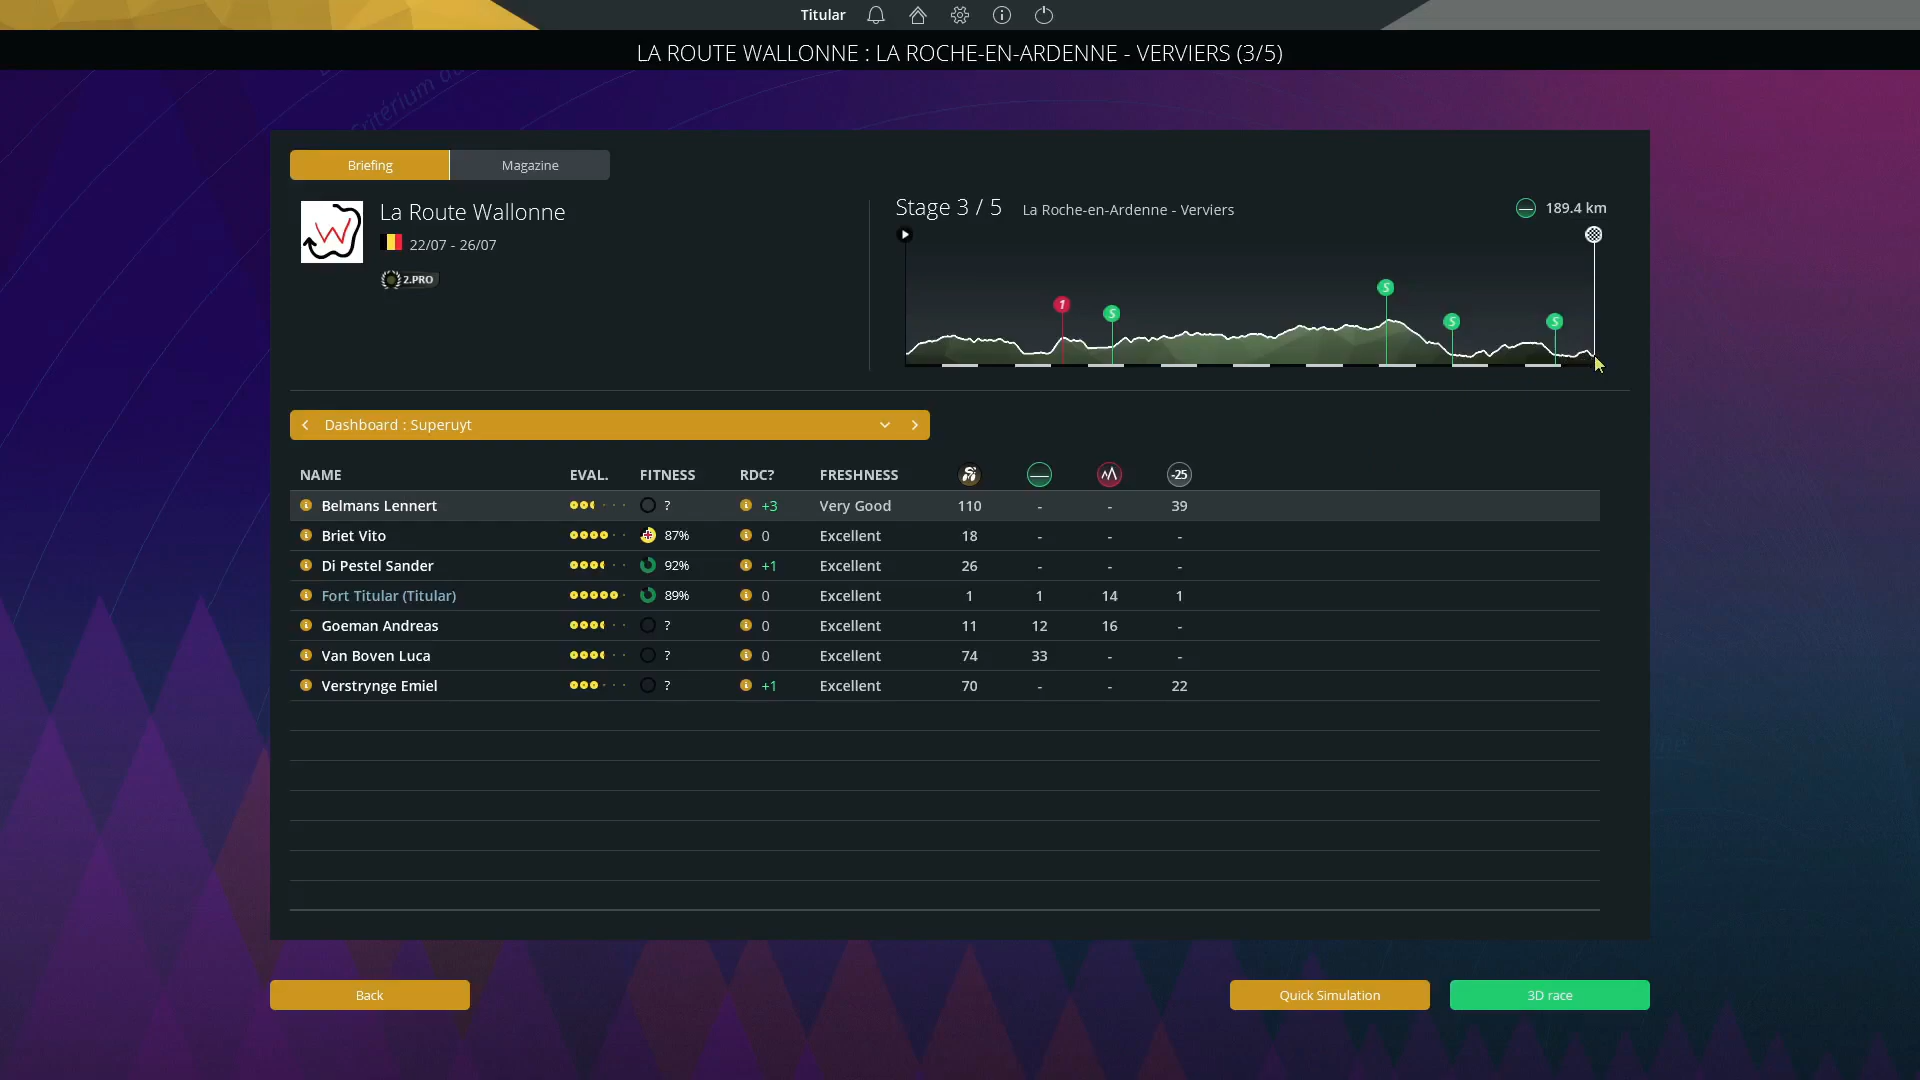 Titular
LA ROUTE WALLONNE : LA ROCHE-EN-ARDENNE - VERVIERS (3/5)
Critérium
Briefing
Magazine
La Route Wallonne
22/07 - 26/07
2.PRO
Stage 3 / 5 La Roche-en-Ardenne - Verviers 189.4 km
1 S S S S
Dashboard : Superuyt
NAME EVAL. FITNESS RDC? FRESHNESS -25
Belmans Lennert ? +3 Very Good 110 - - 39
Briet Vito 87% 0 Excellent 18 - - -
Di Pestel Sander 92% +1 Excellent 26 - - -
Fort Titular (Titular) 89% 0 Excellent 1 1 14 1
Goeman Andreas ? 0 Excellent 11 12 16 -
Van Boven Luca ? 0 Excellent 74 33 - -
Verstrynge Emiel ? +1 Excellent 70 - - 22
Back
Quick Simulation
3D race